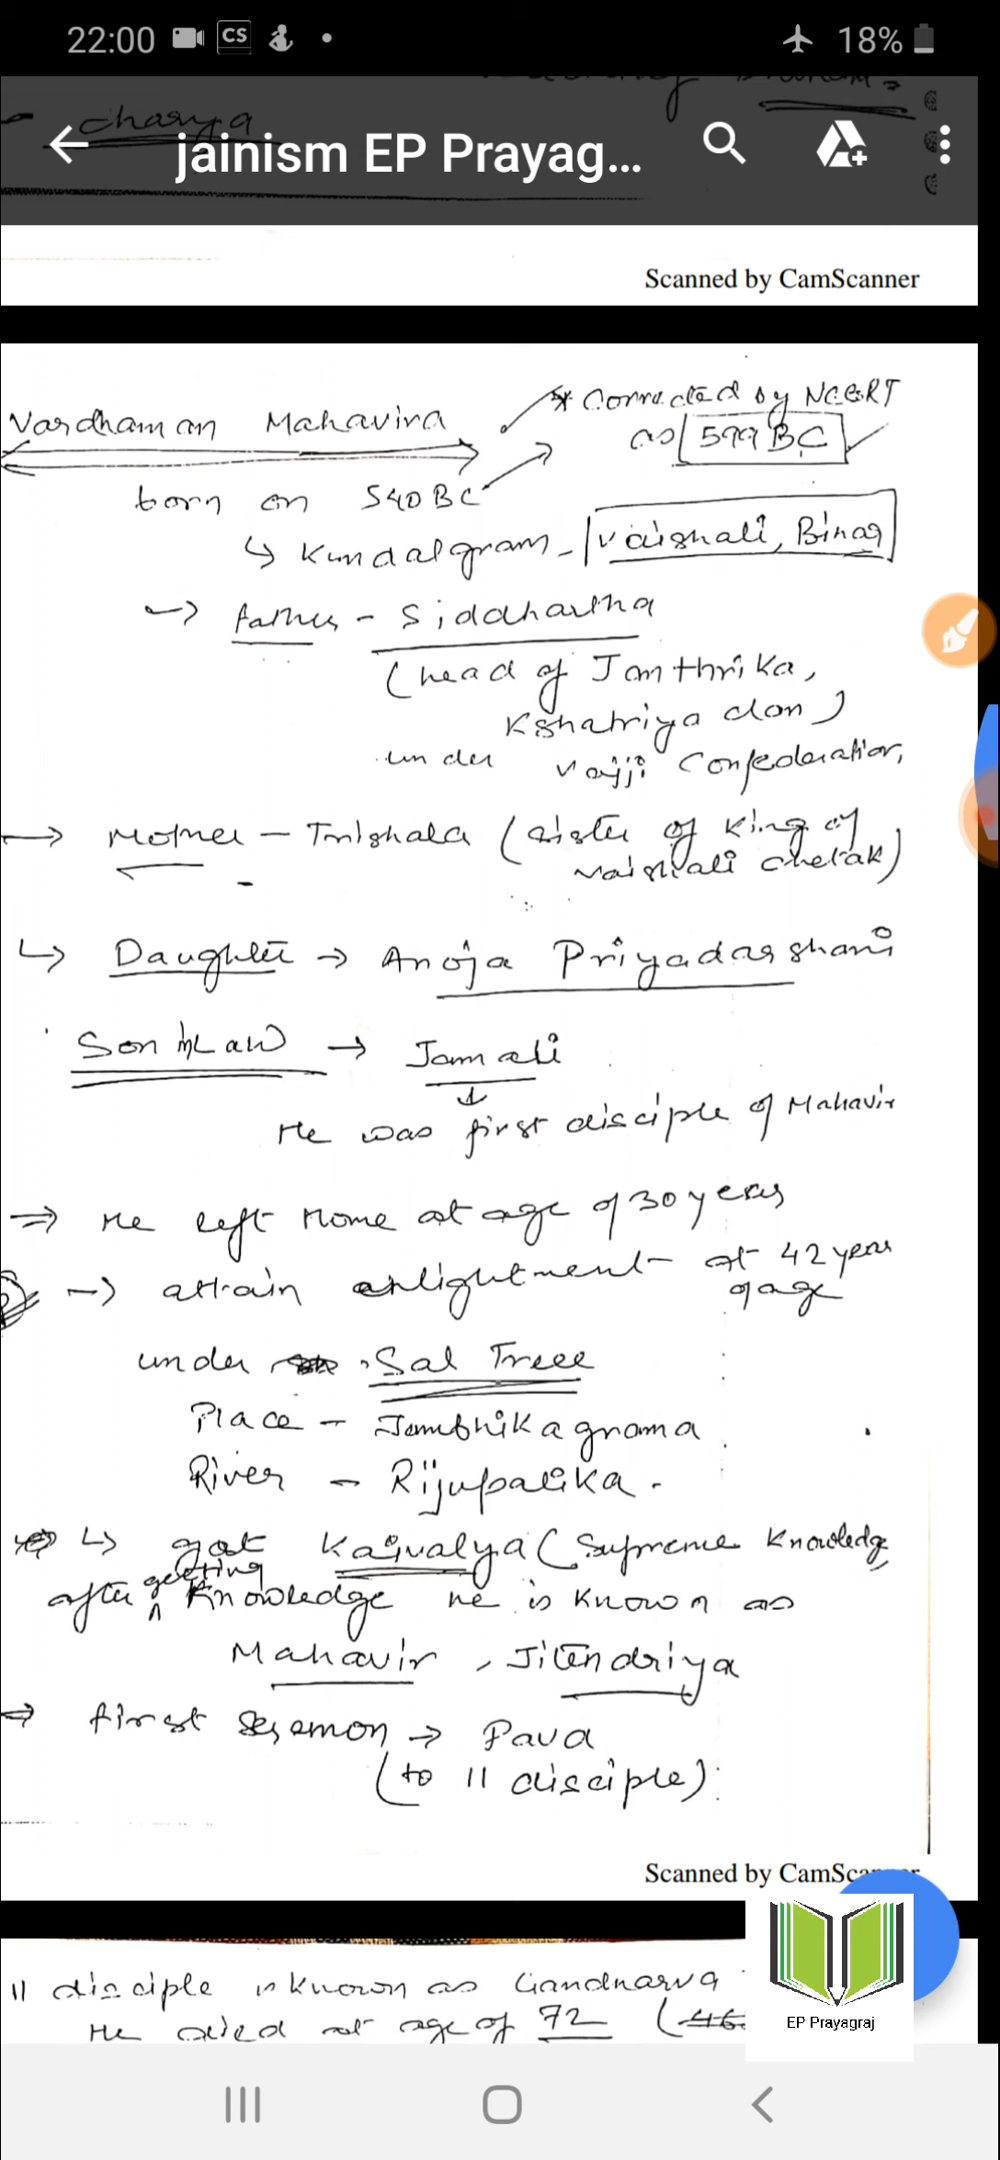 22:00 CS 18%
charya
jainism EP Prayag...
Scanned by CamScanner
Vardhaman Mahavira
* Corrected by NCERT
as 599 BC
born on 540 BC
↳ Kundalgram - Vaishali, Bihar
→ father - Siddhartha
(head of Janthrika,
Kshatriya clan)
under Vajji Confederation,
→ Mother - Trishala (sister of King of
Vaishali Chetak)
↳ Daughter → Anoja Priyadarshani
Son in Law → Jamali
He was first disciple of Mahavir
⇒ He left Home at age of 30 years
→ attain enlightment at 42 years
of age
under Sal Treee
Place - Jambhikagrama
River - Rijupalika.
↳ got Kaivalya (Supreme Knowledge
after getting Knowledge he is known as
Mahavir, Jitendriya
⇒ first sermon → Pava
(to 11 disciple)
Scanned by CamScanner
11 disciple is known as Gandharva
He died at age of 72
EP Prayagraj